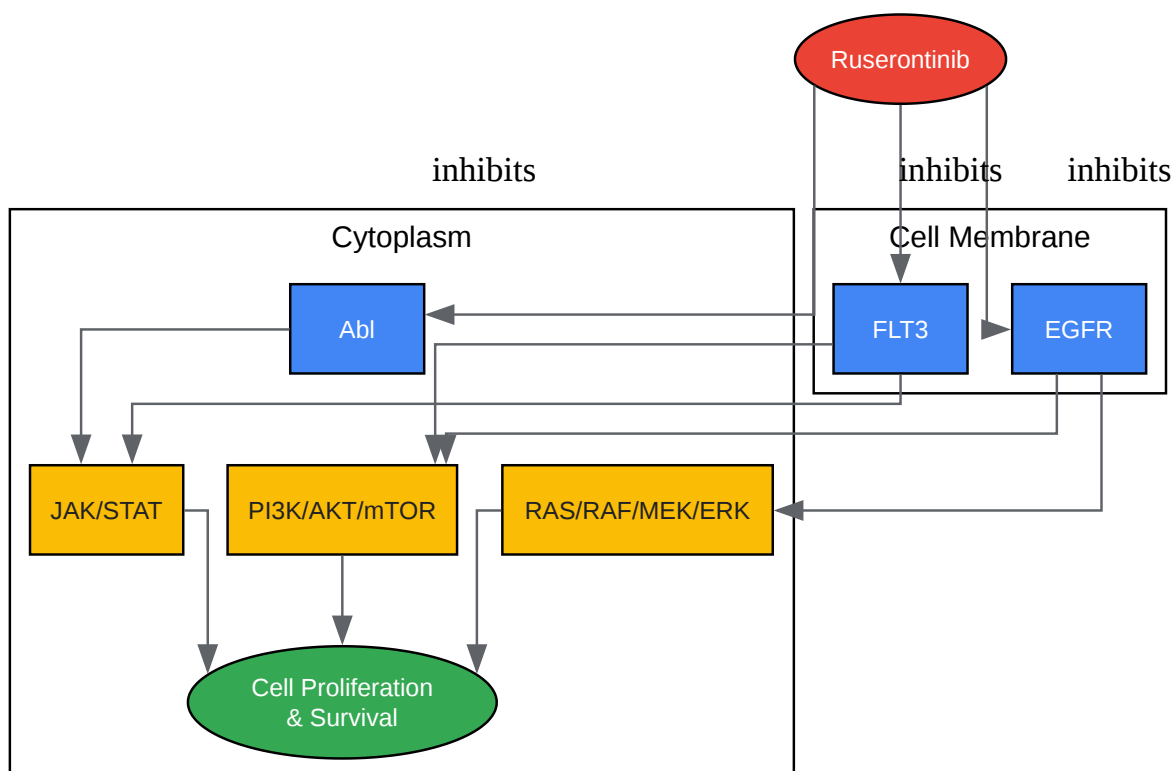 Ruserontinib
inhibits
inhibits
inhibits
Cytoplasm
Cell Membrane
Abl
FLT3
EGFR
JAK/STAT
PI3K/AKT/mTOR
RAS/RAF/MEK/ERK
Cell Proliferation
& Survival